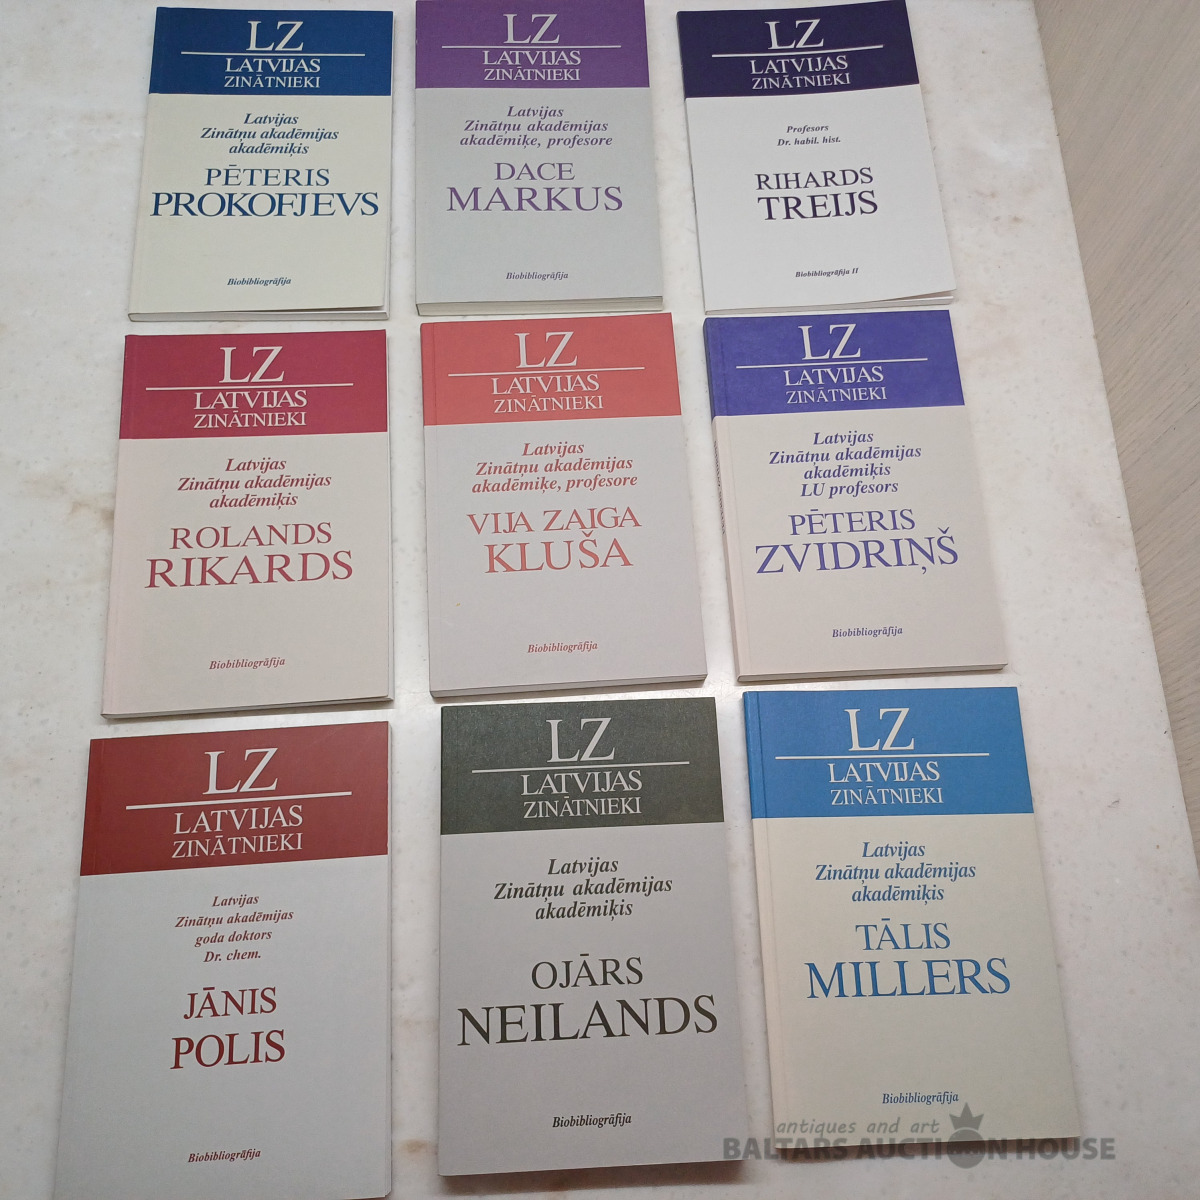 LZ
LATVIJAS
ZINĀTNIEKI
Latvijas
Zinātņu akadēmijas
akadēmiķis
PĒTERIS
PROKOFJEVS
Biobibliogrāfija
LZ
LATVIJAS
ZINĀTNIEKI
Latvijas
Zinātņu akadēmijas
akadēmiķe, profesore
DACE
MARKUS
Biobibliogrāfija
LZ
LATVIJAS
ZINĀTNIEKI
Profesors
Dr. habil. hist.
RIHARDS
TREIJS
Biobibliogrāfija II
LZ
LATVIJAS
ZINĀTNIEKI
Latvijas
Zinātņu akadēmijas
akadēmiķis
ROLANDS
RIKARDS
Biobibliogrāfija
LZ
LATVIJAS
ZINĀTNIEKI
Latvijas
Zinātņu akadēmijas
akadēmiķe, profesore
VIJA ZAIGA
KLUŠA
Biobibliogrāfija
LZ
LATVIJAS
ZINĀTNIEKI
Latvijas
Zinātņu akadēmijas
akadēmiķis
LU profesors
PĒTERIS
ZVIDRIŅŠ
Biobibliogrāfija
LZ
LATVIJAS
ZINĀTNIEKI
Latvijas
Zinātņu akadēmijas
goda doktors
Dr. chem.
JĀNIS
POLIS
Biobibliogrāfija
LZ
LATVIJAS
ZINĀTNIEKI
Latvijas
Zinātņu akadēmijas
akadēmiķis
OJĀRS
NEILANDS
Biobibliogrāfija
LZ
LATVIJAS
ZINĀTNIEKI
Latvijas
Zinātņu akadēmijas
akadēmiķis
TĀLIS
MILLERS
Biobibliogrāfija
antiques and art
BALTARS AUCTION HOUSE